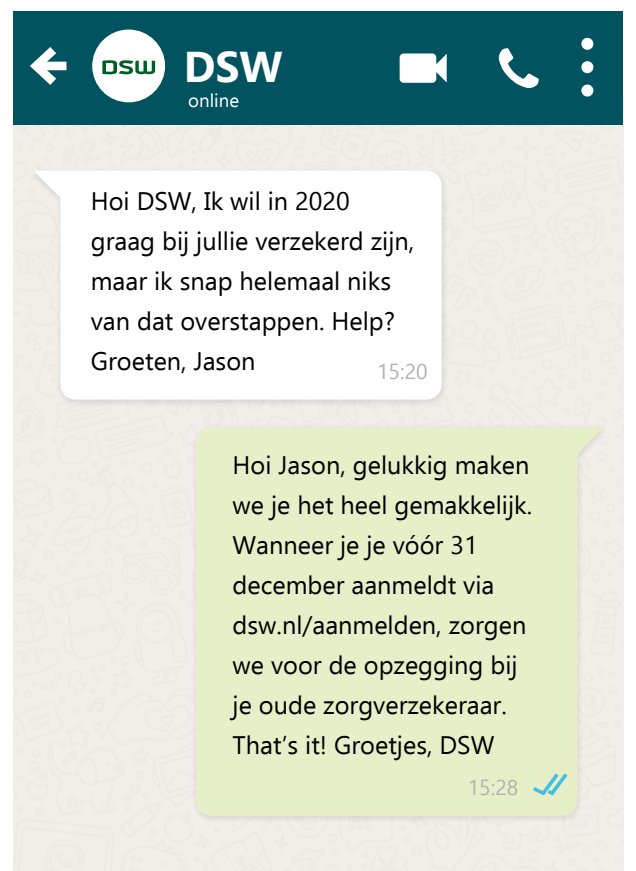 DSW
DSW
online
Hoi DSW, Ik wil in 2020
graag bij jullie verzekerd zijn,
maar ik snap helemaal niks
van dat overstappen. Help?
Groeten, Jason
15:20
Hoi Jason, gelukkig maken
we je het heel gemakkelijk.
Wanneer je je vóór 31
december aanmeldt via
dsw.nl/aanmelden, zorgen
we voor de opzegging bij
je oude zorgverzekeraar.
That's it! Groetjes, DSW
15:28